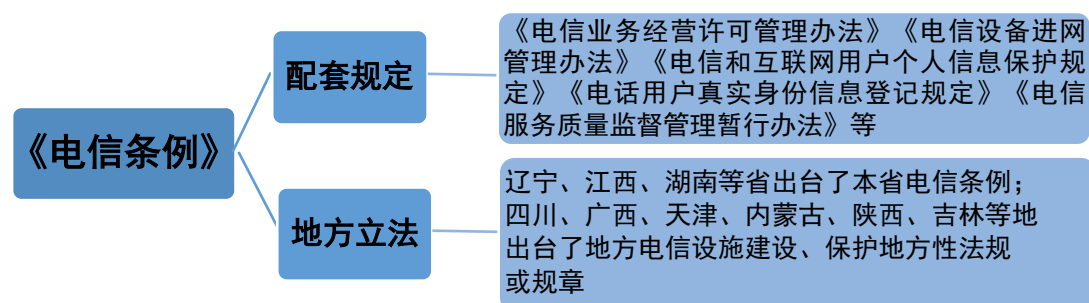 《电信条例》
配套规定
《电信业务经营许可管理办法》《电信设备进网
管理办法》《电信和互联网用户个人信息保护规
定》《电话用户真实身份信息登记规定》《电信
服务质量监督管理暂行办法》等
地方立法
辽宁、江西、湖南等省出台了本省电信条例；
四川、广西、天津、内蒙古、陕西、吉林等地
出台了地方电信设施建设、保护地方性法规
或规章